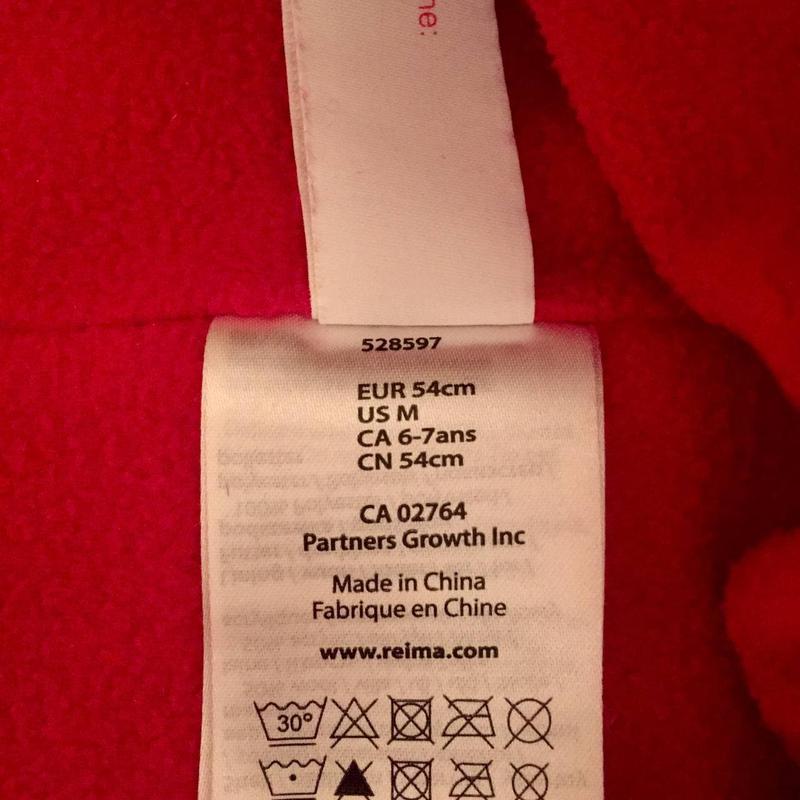 528597
EUR 54cm
US M
CA 6-7ans
CN 54cm
CA 02764
Partners Growth Inc
Made in China
Fabrique en Chine
www.reima.com
30°